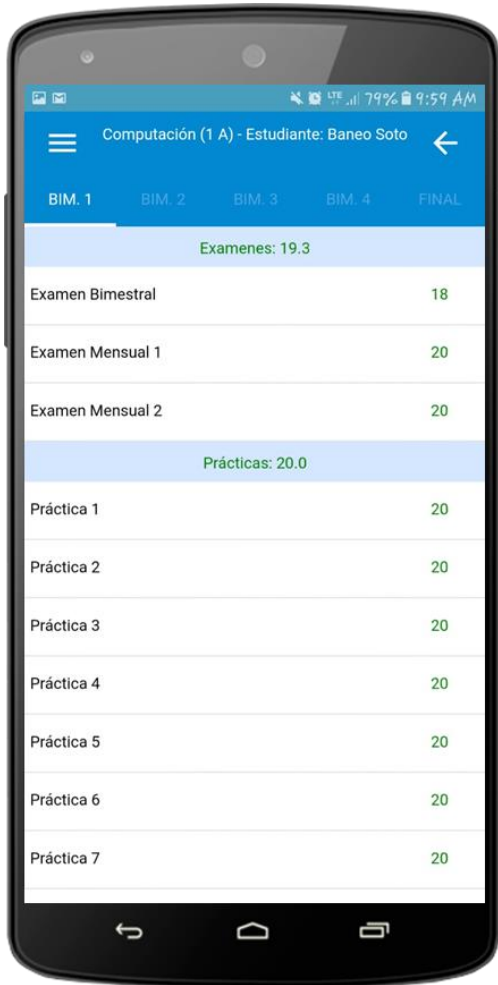 LTE 79% 9:59 AM
Computación (1 A) - Estudiante: Baneo Soto
BIM. 1 BIM. 2 BIM. 3 BIM. 4 FINAL
Examenes: 19.3
Examen Bimestral 18
Examen Mensual 1 20
Examen Mensual 2 20
Prácticas: 20.0
Práctica 1 20
Práctica 2 20
Práctica 3 20
Práctica 4 20
Práctica 5 20
Práctica 6 20
Práctica 7 20